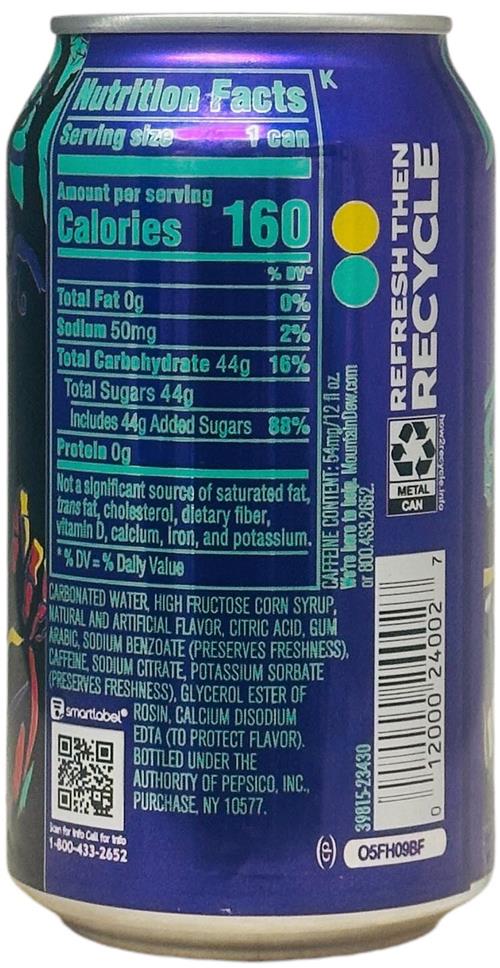 Nutrition Facts
K
Serving size 1 can
Amount per serving
Calories 160
% DV*
Total Fat 0g 0%
Sodium 50mg 2%
Total Carbohydrate 44g 16%
Total Sugars 44g
Includes 44g Added Sugars 88%
Protein 0g
Not a significant source of saturated fat,
trans fat, cholesterol, dietary fiber,
vitamin D, calcium, iron, and potassium.
*% DV = % Daily Value
CARBONATED WATER, HIGH FRUCTOSE CORN SYRUP,
NATURAL AND ARTIFICIAL FLAVOR, CITRIC ACID, GUM
ARABIC, SODIUM BENZOATE (PRESERVES FRESHNESS),
CAFFEINE, SODIUM CITRATE, POTASSIUM SORBATE
(PRESERVES FRESHNESS), GLYCEROL ESTER OF
ROSIN, CALCIUM DISODIUM
EDTA (TO PROTECT FLAVOR).
BOTTLED UNDER THE
AUTHORITY OF PEPSICO, INC.,
PURCHASE, NY 10577.
smartlabel®
Scan for info Call for info
1-800-433-2652
CAFFEINE CONTENT: 54mg/12 fl oz.
We're here to help. MountainDew.com
or 800.433.2652.
REFRESH THEN
RECYCLE
METAL
CAN
how2recycle.info
0 12000 24002 7
39815-23430
(S) O5FH09BF